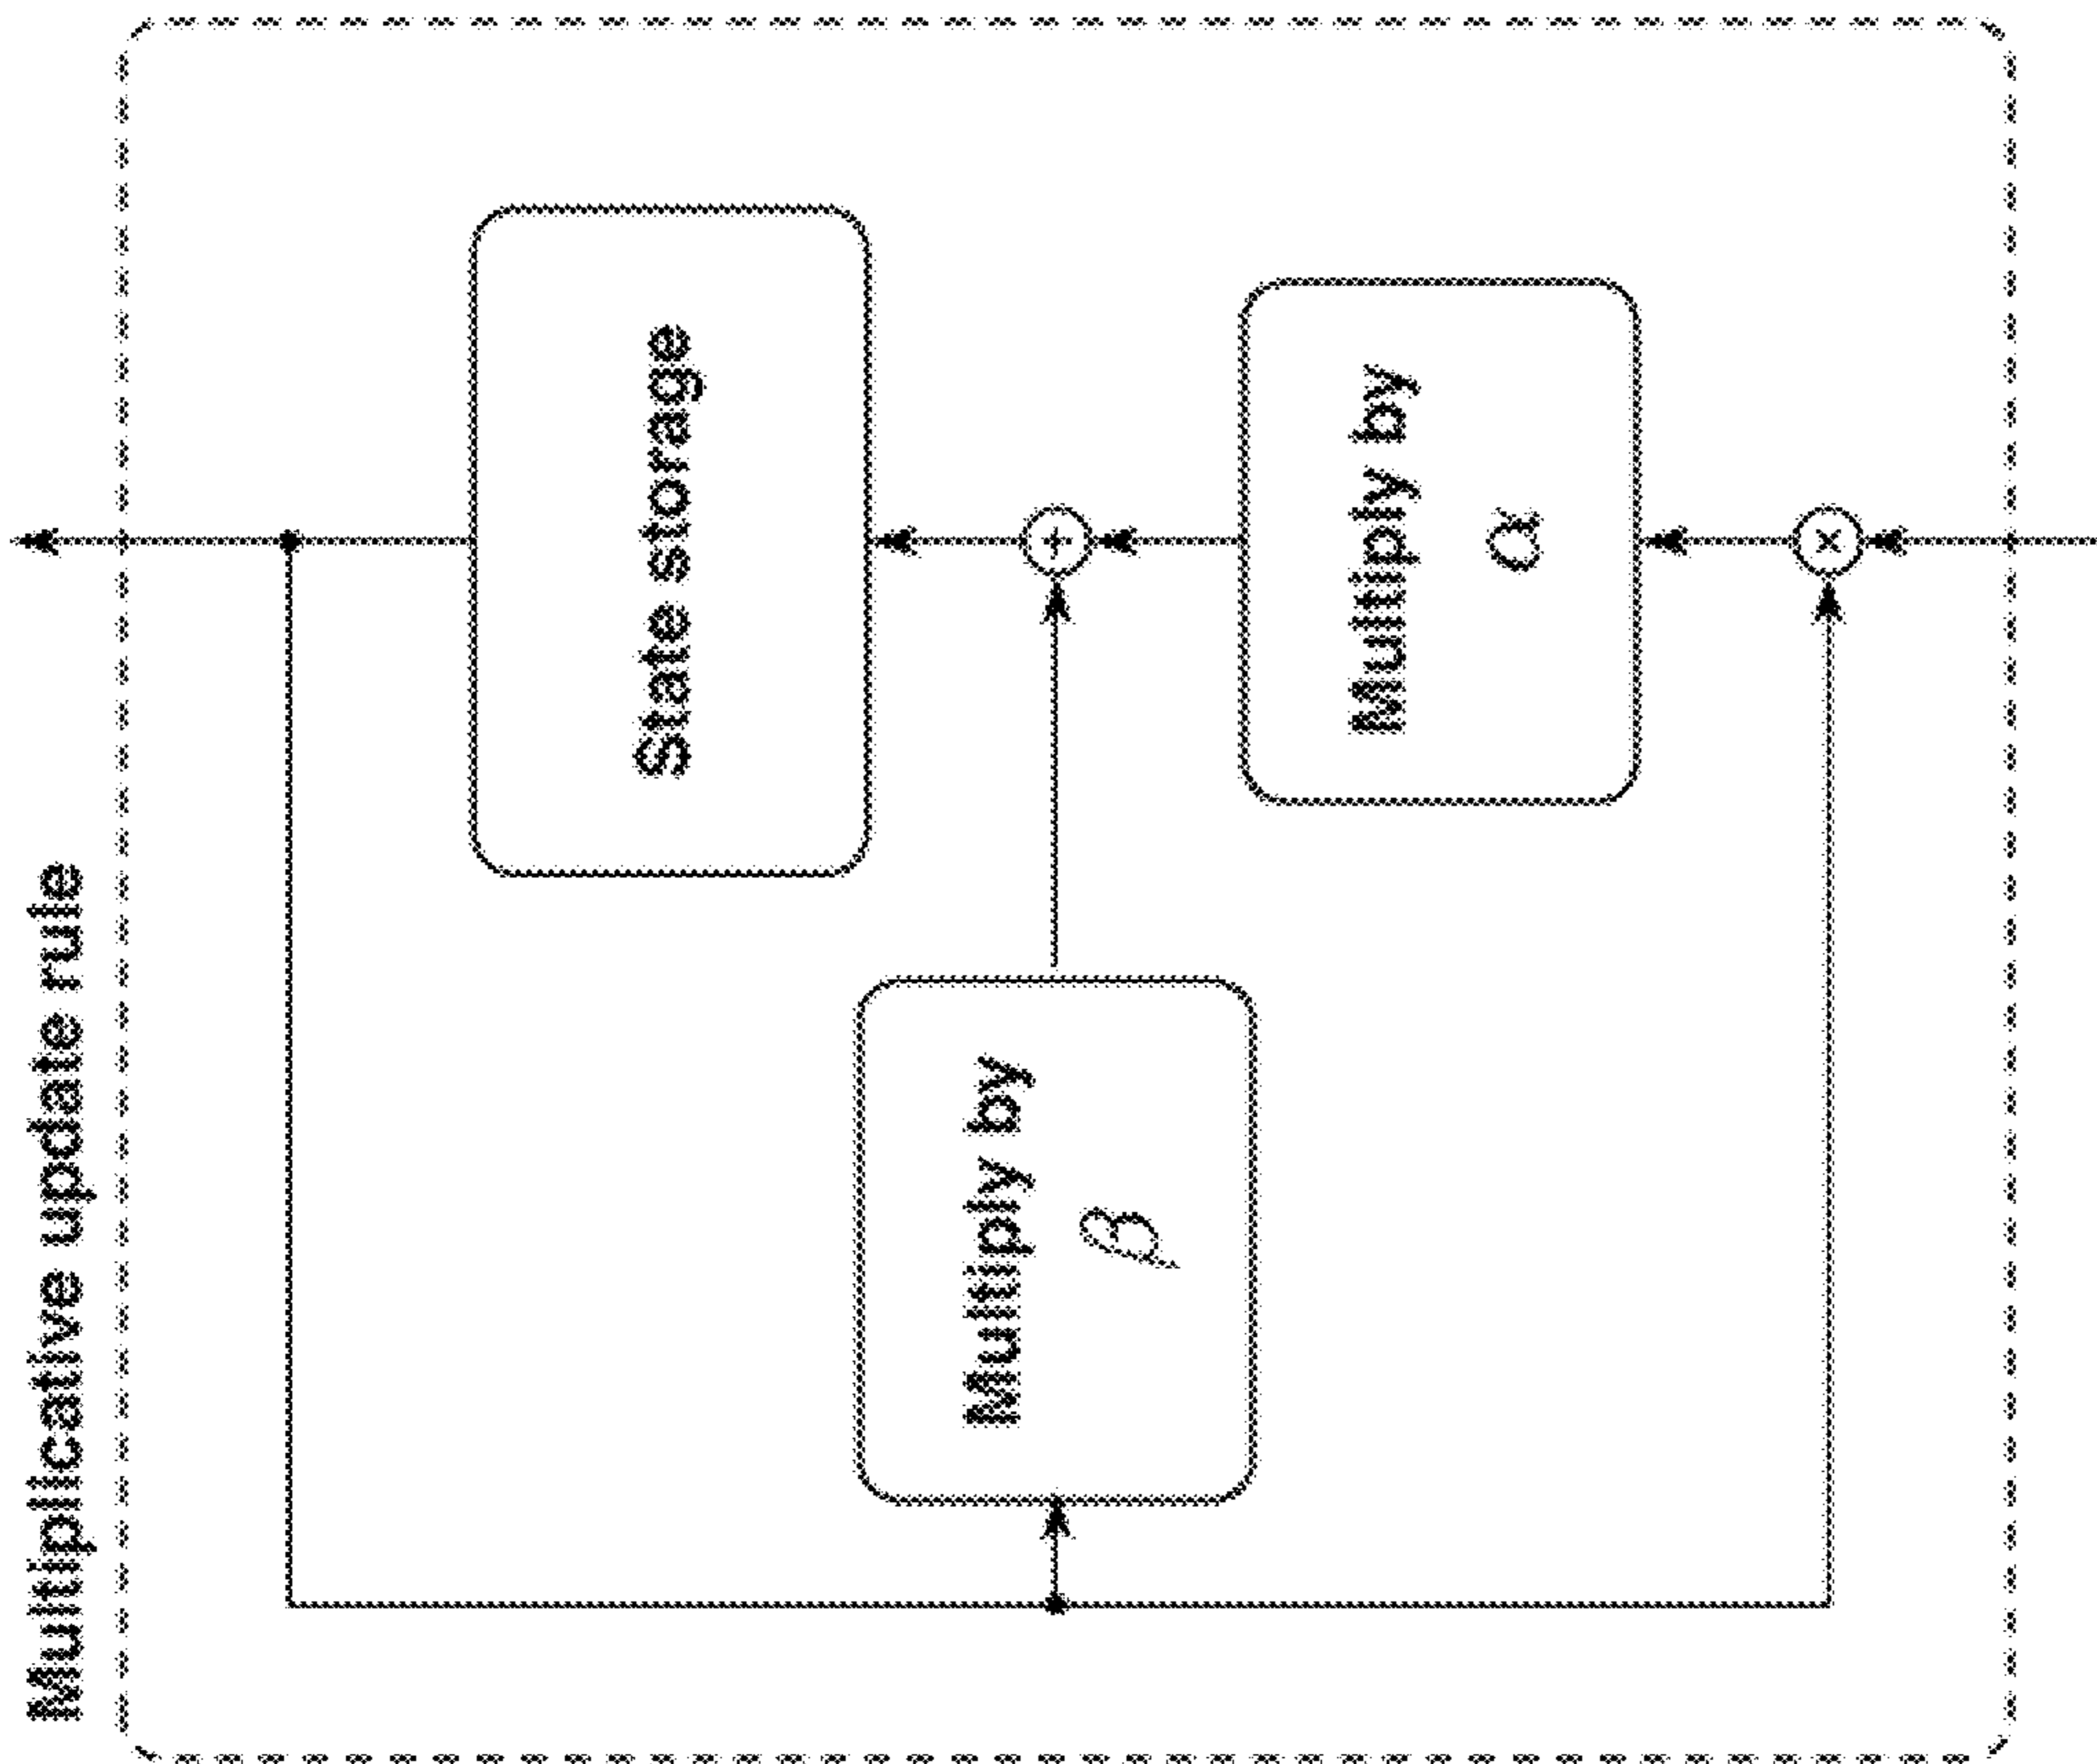 Multiplicative update rule
State storage
+
Multiply by
α
×
Multiply by
β